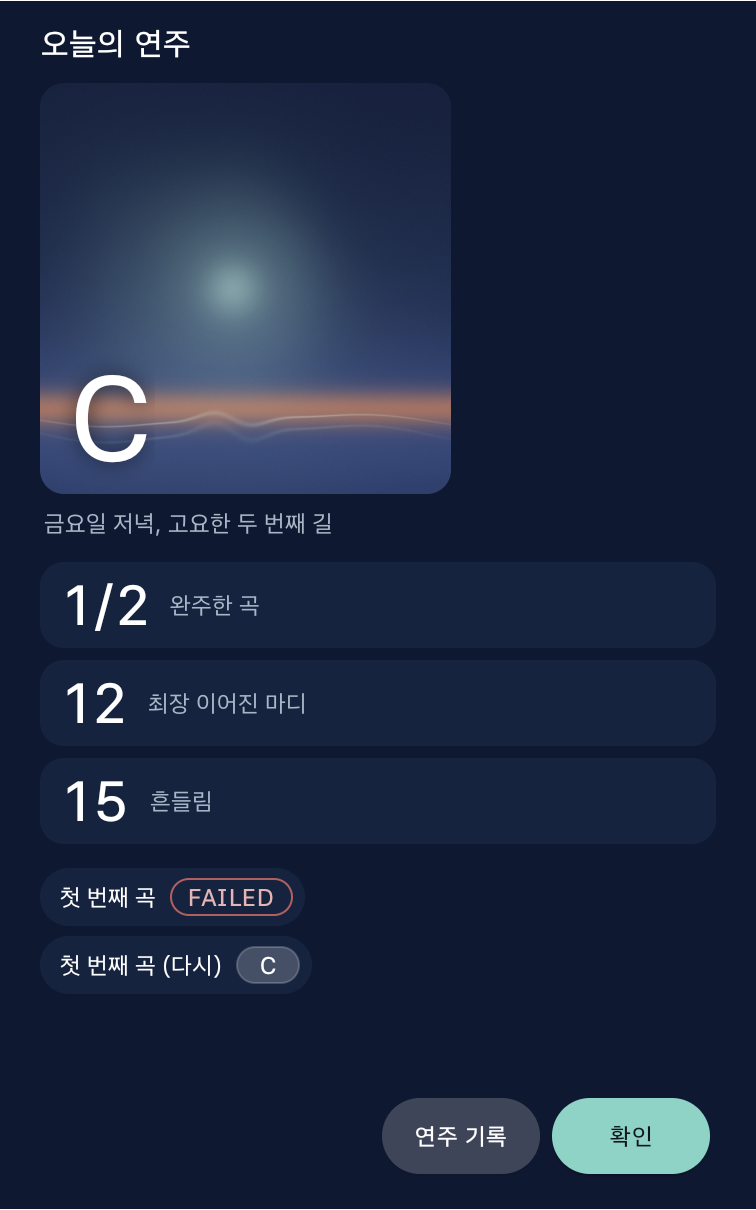 오늘의 연주
C
금요일 저녁, 고요한 두 번째 길
1/2 완주한 곡
12 최장 이어진 마디
15 흔들림
첫 번째 곡 FAILED
첫 번째 곡 (다시) C
연주 기록 확인